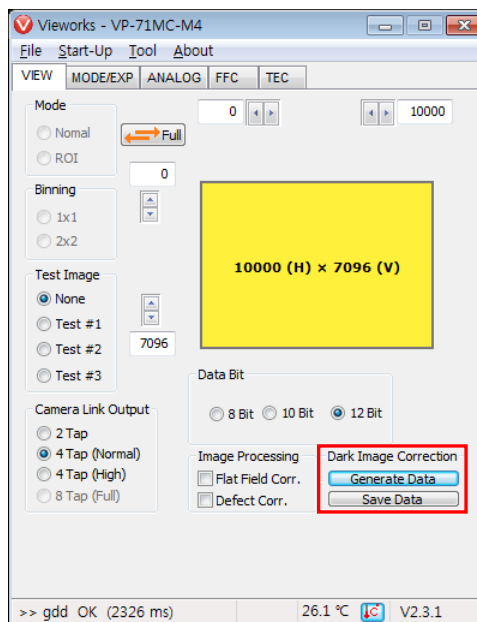 Vieworks - VP-71MC-M4
File Start-Up Tool About
VIEW MODE/EXP ANALOG FFC TEC
Mode
Nomal
ROI
Full
0
10000
0
Binning
1x1
2x2
10000 (H) × 7096 (V)
Test Image
None
Test #1
Test #2
Test #3
7096
Data Bit
8 Bit 10 Bit 12 Bit
Camera Link Output
2 Tap
4 Tap (Normal)
4 Tap (High)
8 Tap (Full)
Image Processing
Flat Field Corr.
Defect Corr.
Dark Image Correction
Generate Data
Save Data
>> gdd OK (2326 ms) 26.1 ℃ C V2.3.1